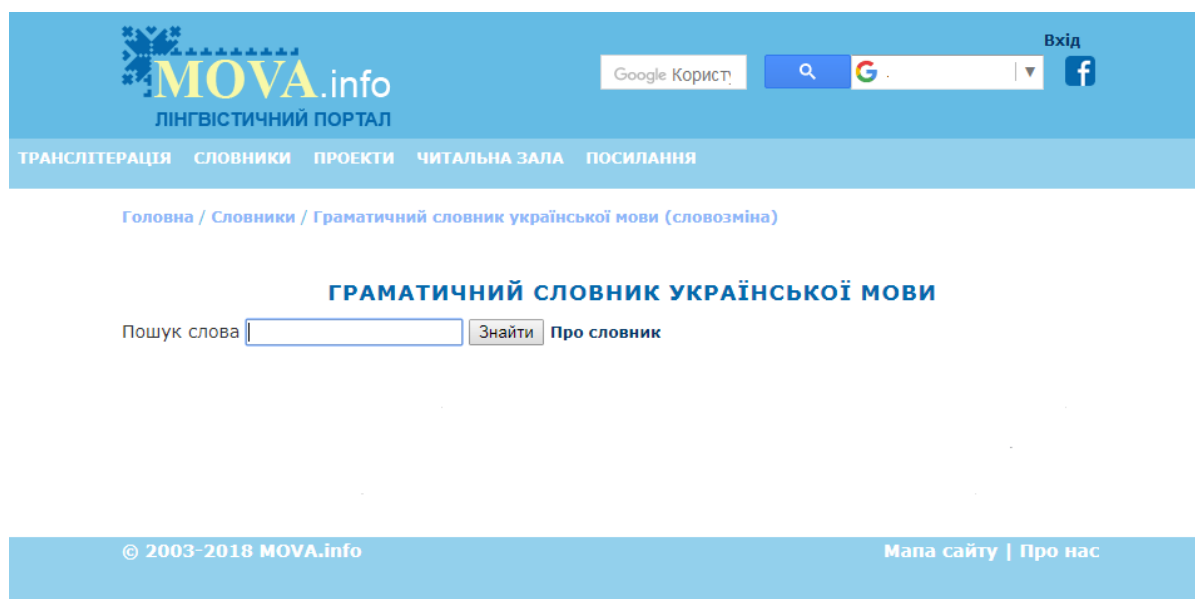 Вхід
MOVA.info
ЛІНГВІСТИЧНИЙ ПОРТАЛ
Google Користу
ТРАНСЛІТЕРАЦІЯ СЛОВНИКИ ПРОЕКТИ ЧИТАЛЬНА ЗАЛА ПОСИЛАННЯ
Головна / Словники / Граматичний словник української мови (словозміна)
ГРАМАТИЧНИЙ СЛОВНИК УКРАЇНСЬКОЇ МОВИ
Пошук слова Знайти Про словник
© 2003-2018 MOVA.info Мапа сайту | Про нас